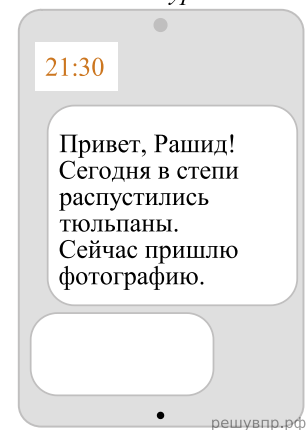 21:30
Привет, Рашид!
Сегодня в степи
распустились
тюльпаны.
Сейчас пришлю
фотографию.
решувпр.рф